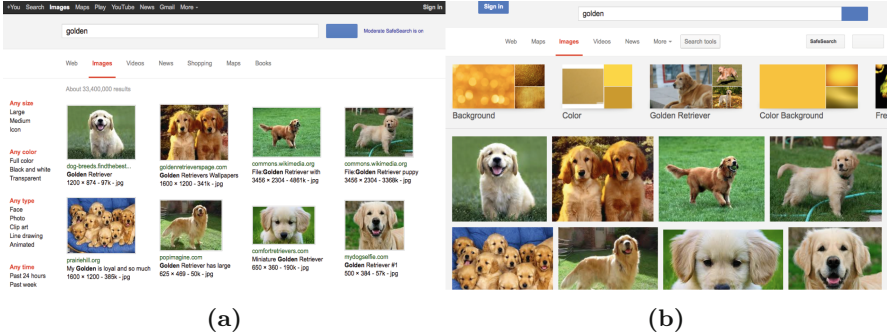 +You Search Images Maps Play YouTube News Gmail More - Sign In
golden
Moderate SafeSearch is on
Web Images Videos News Shopping Maps Books
About 33,400,000 results
Any size
Large
Medium
Icon
Any color
Full color
Black and white
Transparent
Any type
Face
Photo
Clip art
Line drawing
Animated
Any time
Past 24 hours
Past week
dog-breeds.findthebest...
Golden Retriever
1200 × 874 - 97k - jpg
goldenretrieverspage.com
Golden Retrievers Wallpapers
1600 × 1200 - 341k - jpg
commons.wikimedia.org
File:Golden Retriever with
3456 × 2304 - 4861k - jpg
commons.wikimedia.org
File:Golden Retriever puppy
3456 × 2304 - 3368k - jpg
prairiehill.org
My Golden is loyal and so much
1600 × 1200 - 385k - jpg
popimagine.com
Golden Retriever has large
625 × 469 - 50k - jpg
comfortretrievers.com
Miniature Golden Retriever
650 × 360 - 190k - jpg
mydogselfie.com
Golden Retriever #1
500 × 384 - 57k - jpg
(a)
Sign in
golden
Web Maps Images Videos News More - Search tools SafeSearch
Background Color Golden Retriever Color Background Fre
(b)